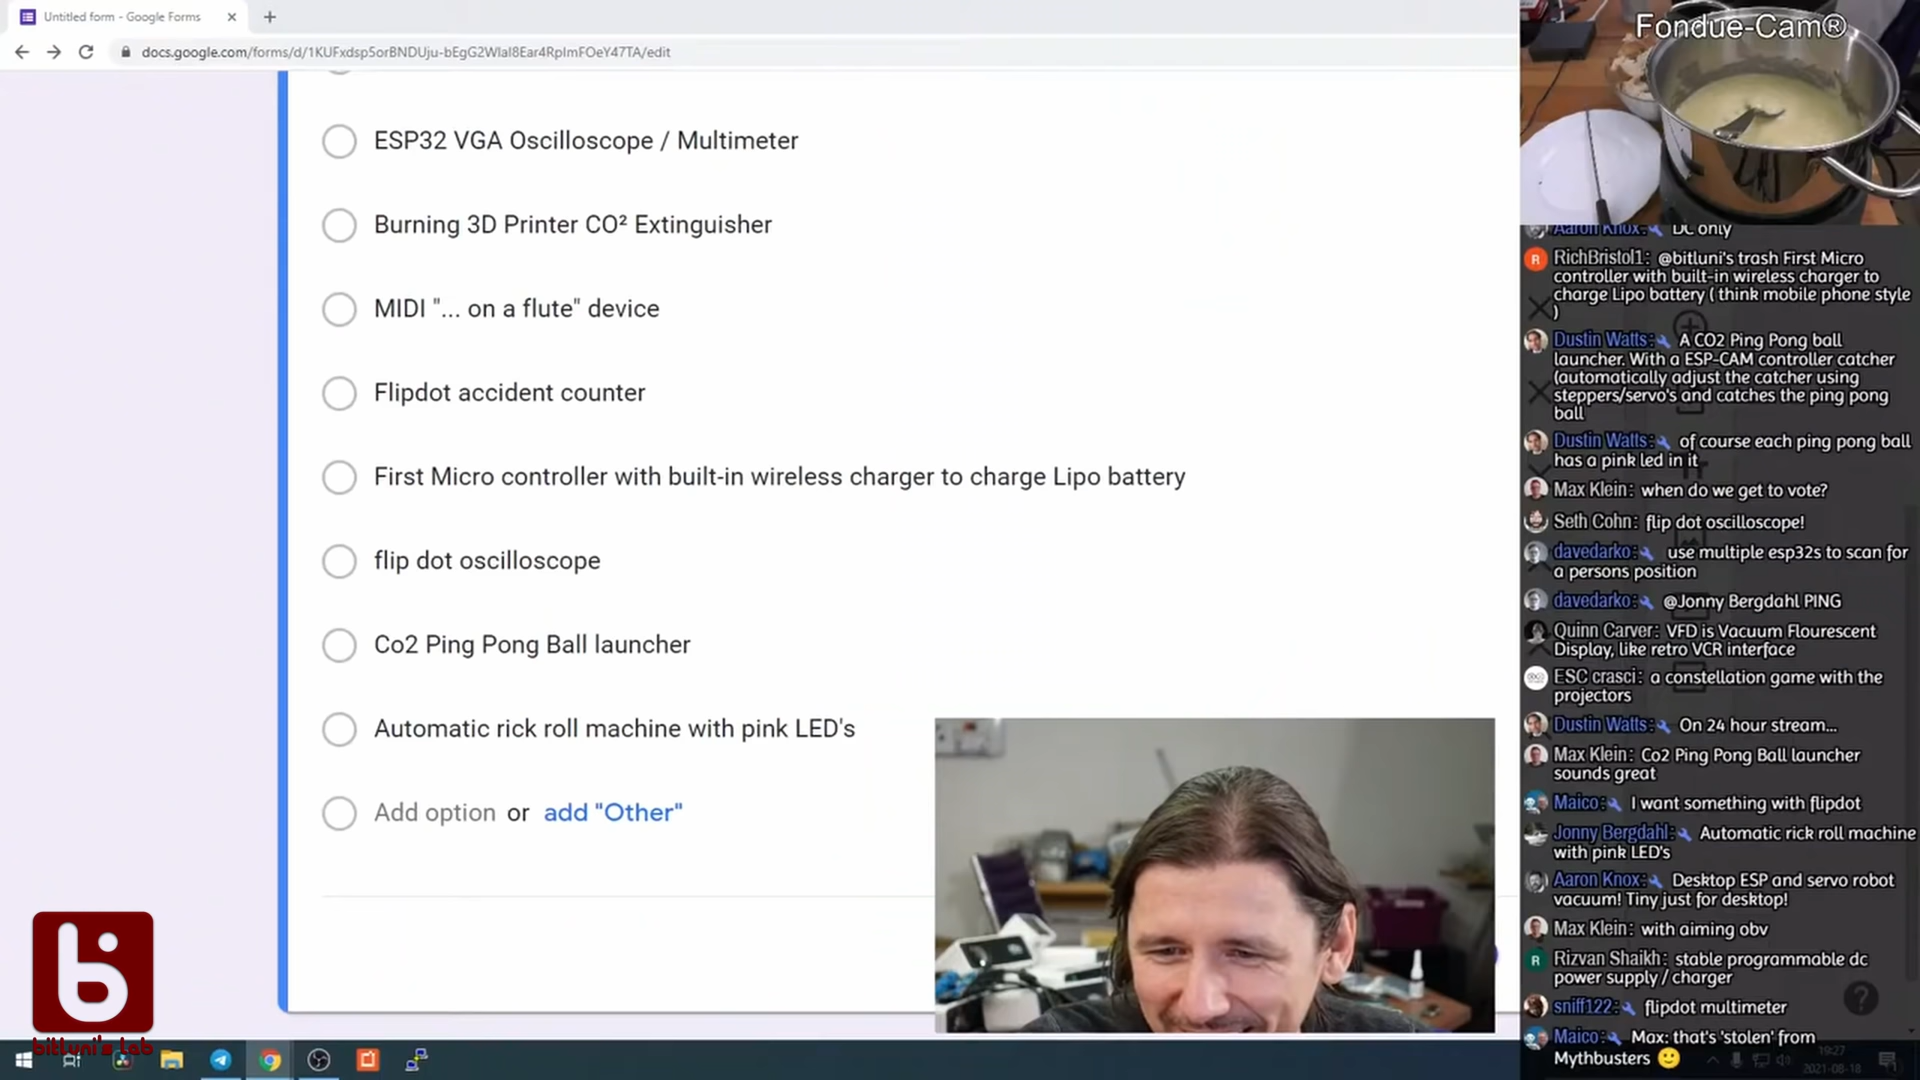 Untitled form - Google Forms
docs.google.com/forms/d/1KUFxdsp5orBNDUju-bEgG2WIaI8Ear4RpImFOeY47TA/edit
ESP32 VGA Oscilloscope / Multimeter
Burning 3D Printer CO² Extinguisher
MIDI "... on a flute" device
Flipdot accident counter
First Micro controller with built-in wireless charger to charge Lipo battery
flip dot oscilloscope
Co2 Ping Pong Ball launcher
Automatic rick roll machine with pink LED's
Add option or add "Other"
bitluni's lab
Fondue-Cam®
Aaron Knox: DC only
RichBristol1: @bitluni's trash First Micro
controller with built-in wireless charger to
charge Lipo battery ( think mobile phone style
)
Dustin Watts: A CO2 Ping Pong ball
launcher. With a ESP-CAM controller catcher
(automatically adjust the catcher using
steppers/servo's and catches the ping pong
ball
Dustin Watts: of course each ping pong ball
has a pink led in it
Max Klein: when do we get to vote?
Seth Cohn: flip dot oscilloscope!
davedarko: use multiple esp32s to scan for
a persons position
davedarko: @Jonny Bergdahl PING
Quinn Carver: VFD is Vacuum Flourescent
Display, like retro VCR interface
ESC crasci: a constellation game with the
projectors
Dustin Watts: On 24 hour stream...
Max Klein: Co2 Ping Pong Ball launcher
sounds great
Maico: I want something with flipdot
Jonny Bergdahl: Automatic rick roll machine
with pink LED's
Aaron Knox: Desktop ESP and servo robot
vacuum! Tiny just for desktop!
Max Klein: with aiming obv
Rizvan Shaikh: stable programmable dc
power supply / charger
sniff122: flipdot multimeter
Maico: Max: that's 'stolen' from
Mythbusters 🙂
19:27
2021-08-18